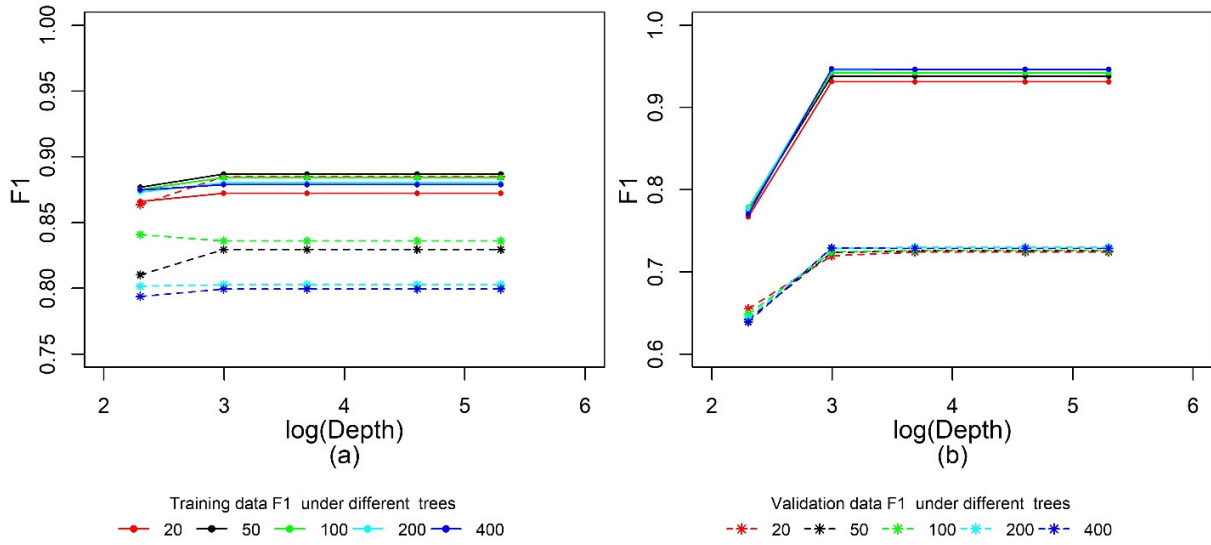 1.00
0.95
0.90
0.85
0.80
0.75
F1
2 3 4 5 6
log(Depth)
(a)
1.0
0.9
0.8
0.7
0.6
F1
2 3 4 5 6
log(Depth)
(b)
Training data F1 under different trees
20 50 100 200 400
Validation data F1 under different trees
20 50 100 200 400